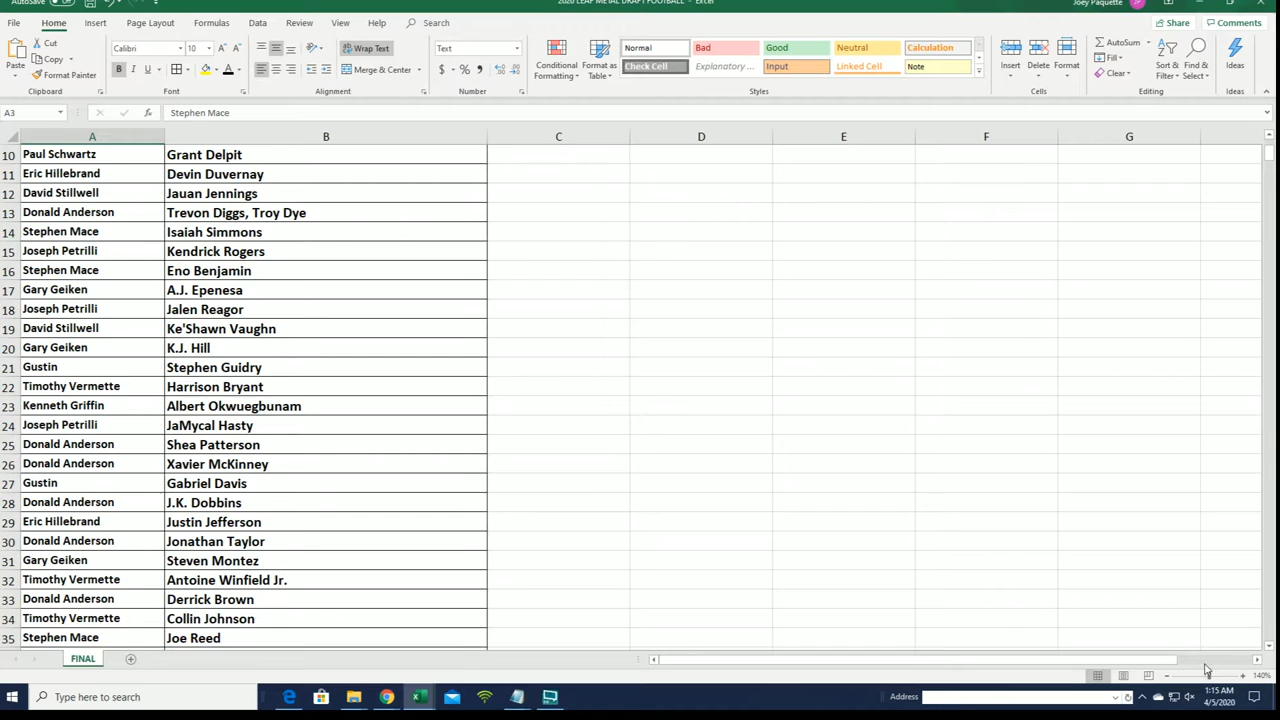 AutoSave Off 2020 LEAF METAL DRAFT FOOTBALL - Excel Joey Paquette JP
File Home Insert Page Layout Formulas Data Review View Help Search Share Comments
Paste Cut Copy Format Painter Clipboard
Calibri 10 Font
Wrap Text Merge & Center Alignment
Text Number
Conditional Formatting Format as Table
Normal Bad Good Neutral Calculation
Check Cell Explanatory ... Input Linked Cell Note
Styles
Insert Delete Format Cells
AutoSum Fill Clear Sort & Filter Find & Select Editing
Ideas Ideas
A3 fx Stephen Mace
A B C D E F G
10 Paul Schwartz Grant Delpit
11 Eric Hillebrand Devin Duvernay
12 David Stillwell Jauan Jennings
13 Donald Anderson Trevon Diggs, Troy Dye
14 Stephen Mace Isaiah Simmons
15 Joseph Petrilli Kendrick Rogers
16 Stephen Mace Eno Benjamin
17 Gary Geiken A.J. Epenesa
18 Joseph Petrilli Jalen Reagor
19 David Stillwell Ke'Shawn Vaughn
20 Gary Geiken K.J. Hill
21 Gustin Stephen Guidry
22 Timothy Vermette Harrison Bryant
23 Kenneth Griffin Albert Okwuegbunam
24 Joseph Petrilli JaMycal Hasty
25 Donald Anderson Shea Patterson
26 Donald Anderson Xavier McKinney
27 Gustin Gabriel Davis
28 Donald Anderson J.K. Dobbins
29 Eric Hillebrand Justin Jefferson
30 Donald Anderson Jonathan Taylor
31 Gary Geiken Steven Montez
32 Timothy Vermette Antoine Winfield Jr.
33 Donald Anderson Derrick Brown
34 Timothy Vermette Collin Johnson
35 Stephen Mace Joe Reed
FINAL
140%
Type here to search Address 1:15 AM
4/5/2020